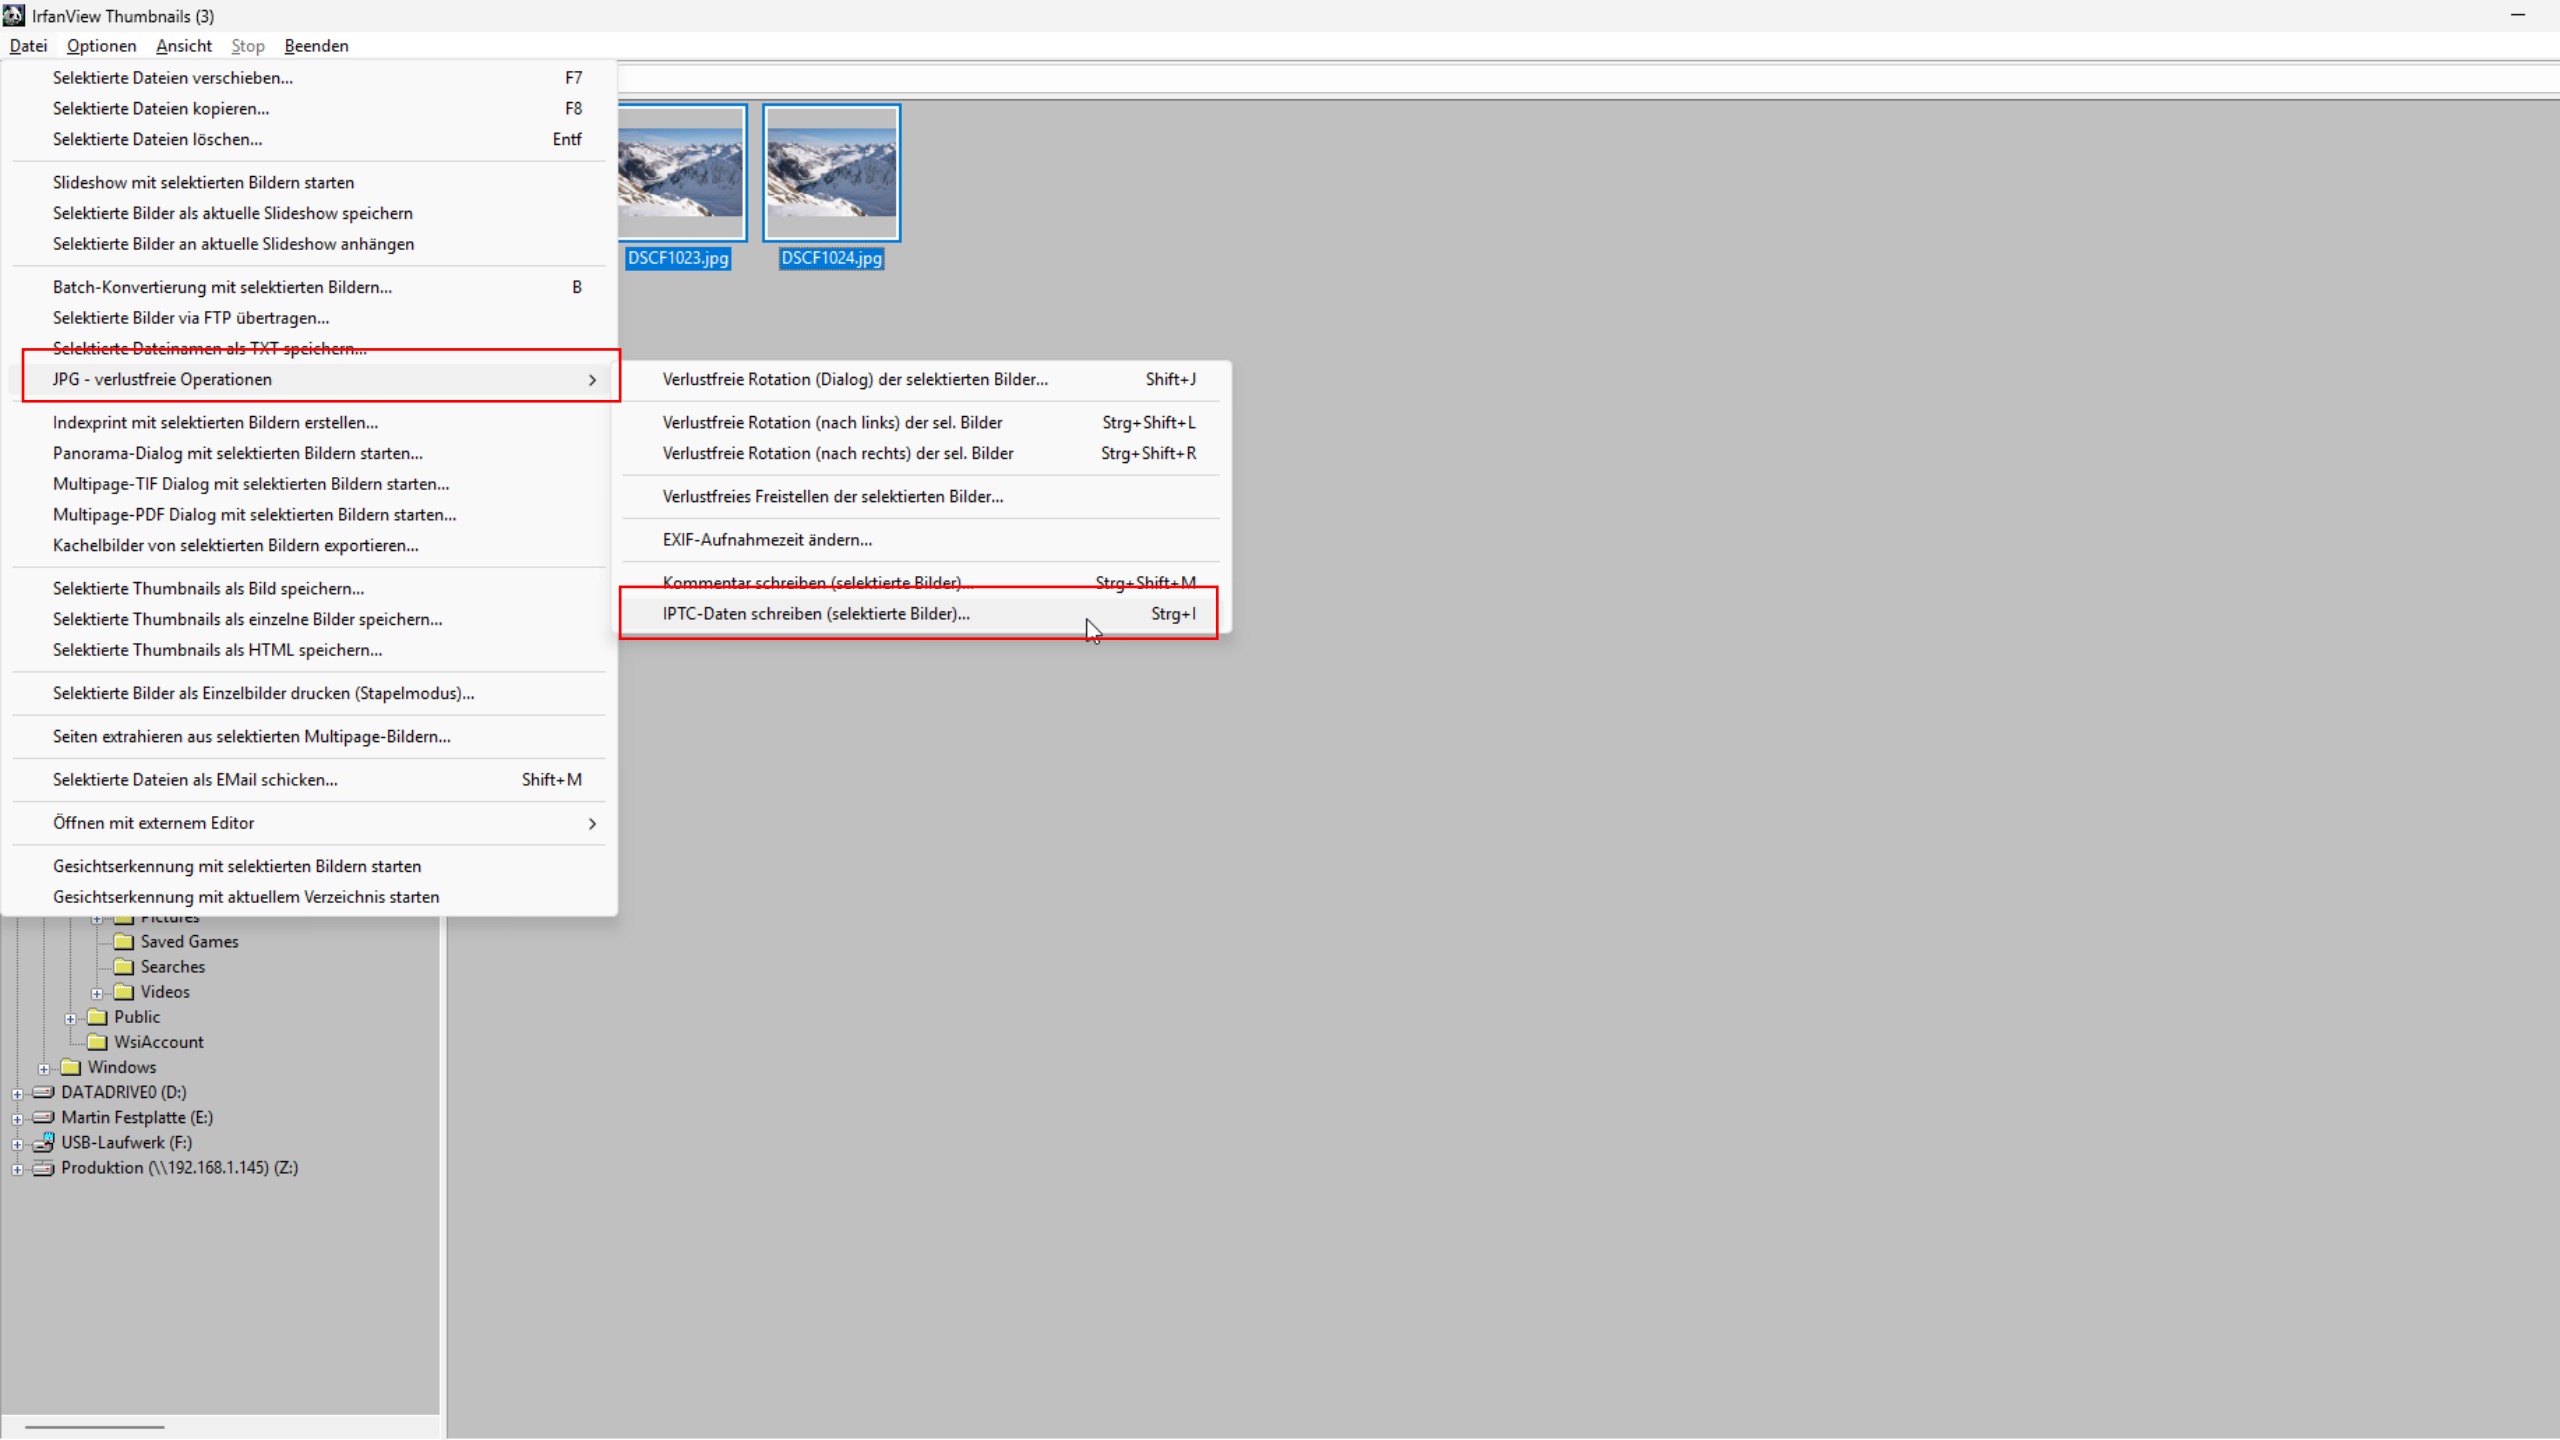 IrfanView Thumbnails (3)
Datei Optionen Ansicht Stop Beenden
Selektierte Dateien verschieben... F7
Selektierte Dateien kopieren... F8
Selektierte Dateien löschen... Entf
Slideshow mit selektierten Bildern starten
Selektierte Bilder als aktuelle Slideshow speichern
Selektierte Bilder an aktuelle Slideshow anhängen
Batch-Konvertierung mit selektierten Bildern... B
Selektierte Bilder via FTP übertragen...
Selektierte Dateinamen als TXT speichern...
JPG - verlustfreie Operationen
Indexprint mit selektierten Bildern erstellen...
Panorama-Dialog mit selektierten Bildern starten...
Multipage-TIF Dialog mit selektierten Bildern starten...
Multipage-PDF Dialog mit selektierten Bildern starten...
Kachelbilder von selektierten Bildern exportieren...
Selektierte Thumbnails als Bild speichern...
Selektierte Thumbnails als einzelne Bilder speichern...
Selektierte Thumbnails als HTML speichern...
Selektierte Bilder als Einzelbilder drucken (Stapelmodus)...
Seiten extrahieren aus selektierten Multipage-Bildern...
Selektierte Dateien als EMail schicken... Shift+M
Öffnen mit externem Editor
Gesichtserkennung mit selektierten Bildern starten
Gesichtserkennung mit aktuellem Verzeichnis starten
DSCF1023.jpg
DSCF1024.jpg
Verlustfreie Rotation (Dialog) der selektierten Bilder... Shift+J
Verlustfreie Rotation (nach links) der sel. Bilder Strg+Shift+L
Verlustfreie Rotation (nach rechts) der sel. Bilder Strg+Shift+R
Verlustfreies Freistellen der selektierten Bilder...
EXIF-Aufnahmezeit ändern...
Kommentar schreiben (selektierte Bilder)... Strg+Shift+M
IPTC-Daten schreiben (selektierte Bilder)... Strg+I
Pictures
Saved Games
Searches
Videos
Public
WsiAccount
Windows
DATADRIVE0 (D:)
Martin Festplatte (E:)
USB-Laufwerk (F:)
Produktion (\\192.168.1.145) (Z:)